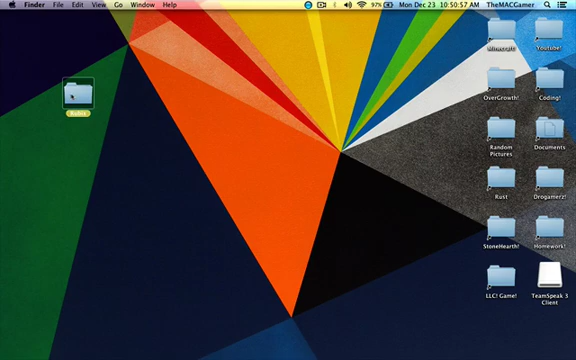 Finder File Edit View Go Window Help 97% Mon Dec 23 10:50:57 AM TheMACGamer
Minecraft! Youtube!
OverGrowth! Coding!
Random Pictures Documents
Rust Drogamerz!
StoneHearth! Homework!
LLC! Game! TeamSpeak 3 Client